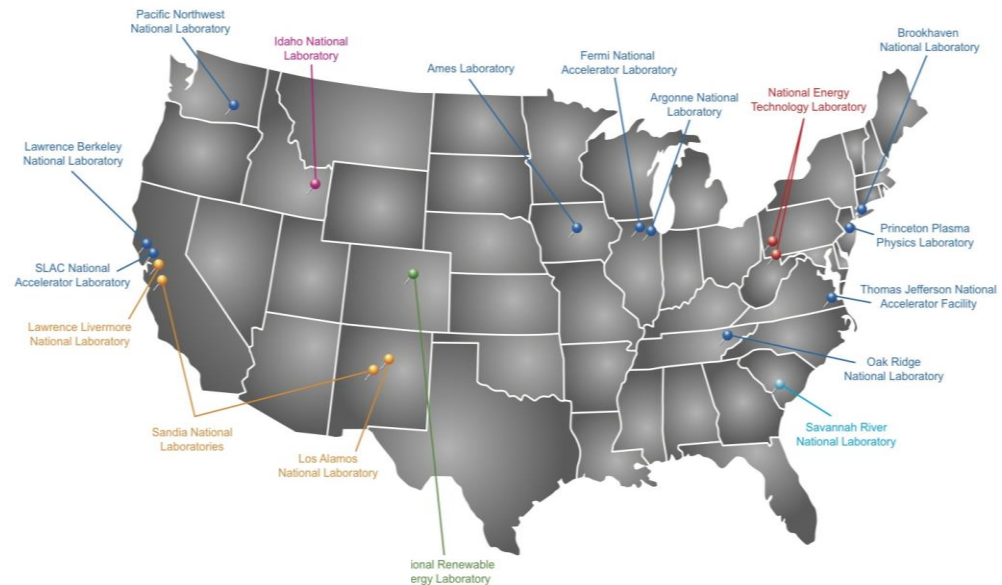 Pacific Northwest
National Laboratory
Idaho National
Laboratory
Ames Laboratory
Fermi National
Accelerator Laboratory
Argonne National
Laboratory
National Energy
Technology Laboratory
Brookhaven
National Laboratory
Lawrence Berkeley
National Laboratory
SLAC National
Accelerator Laboratory
Lawrence Livermore
National Laboratory
Sandia National
Laboratories
Los Alamos
National Laboratory
ional Renewable
ergy Laboratory
Princeton Plasma
Physics Laboratory
Thomas Jefferson National
Accelerator Facility
Oak Ridge
National Laboratory
Savannah River
National Laboratory